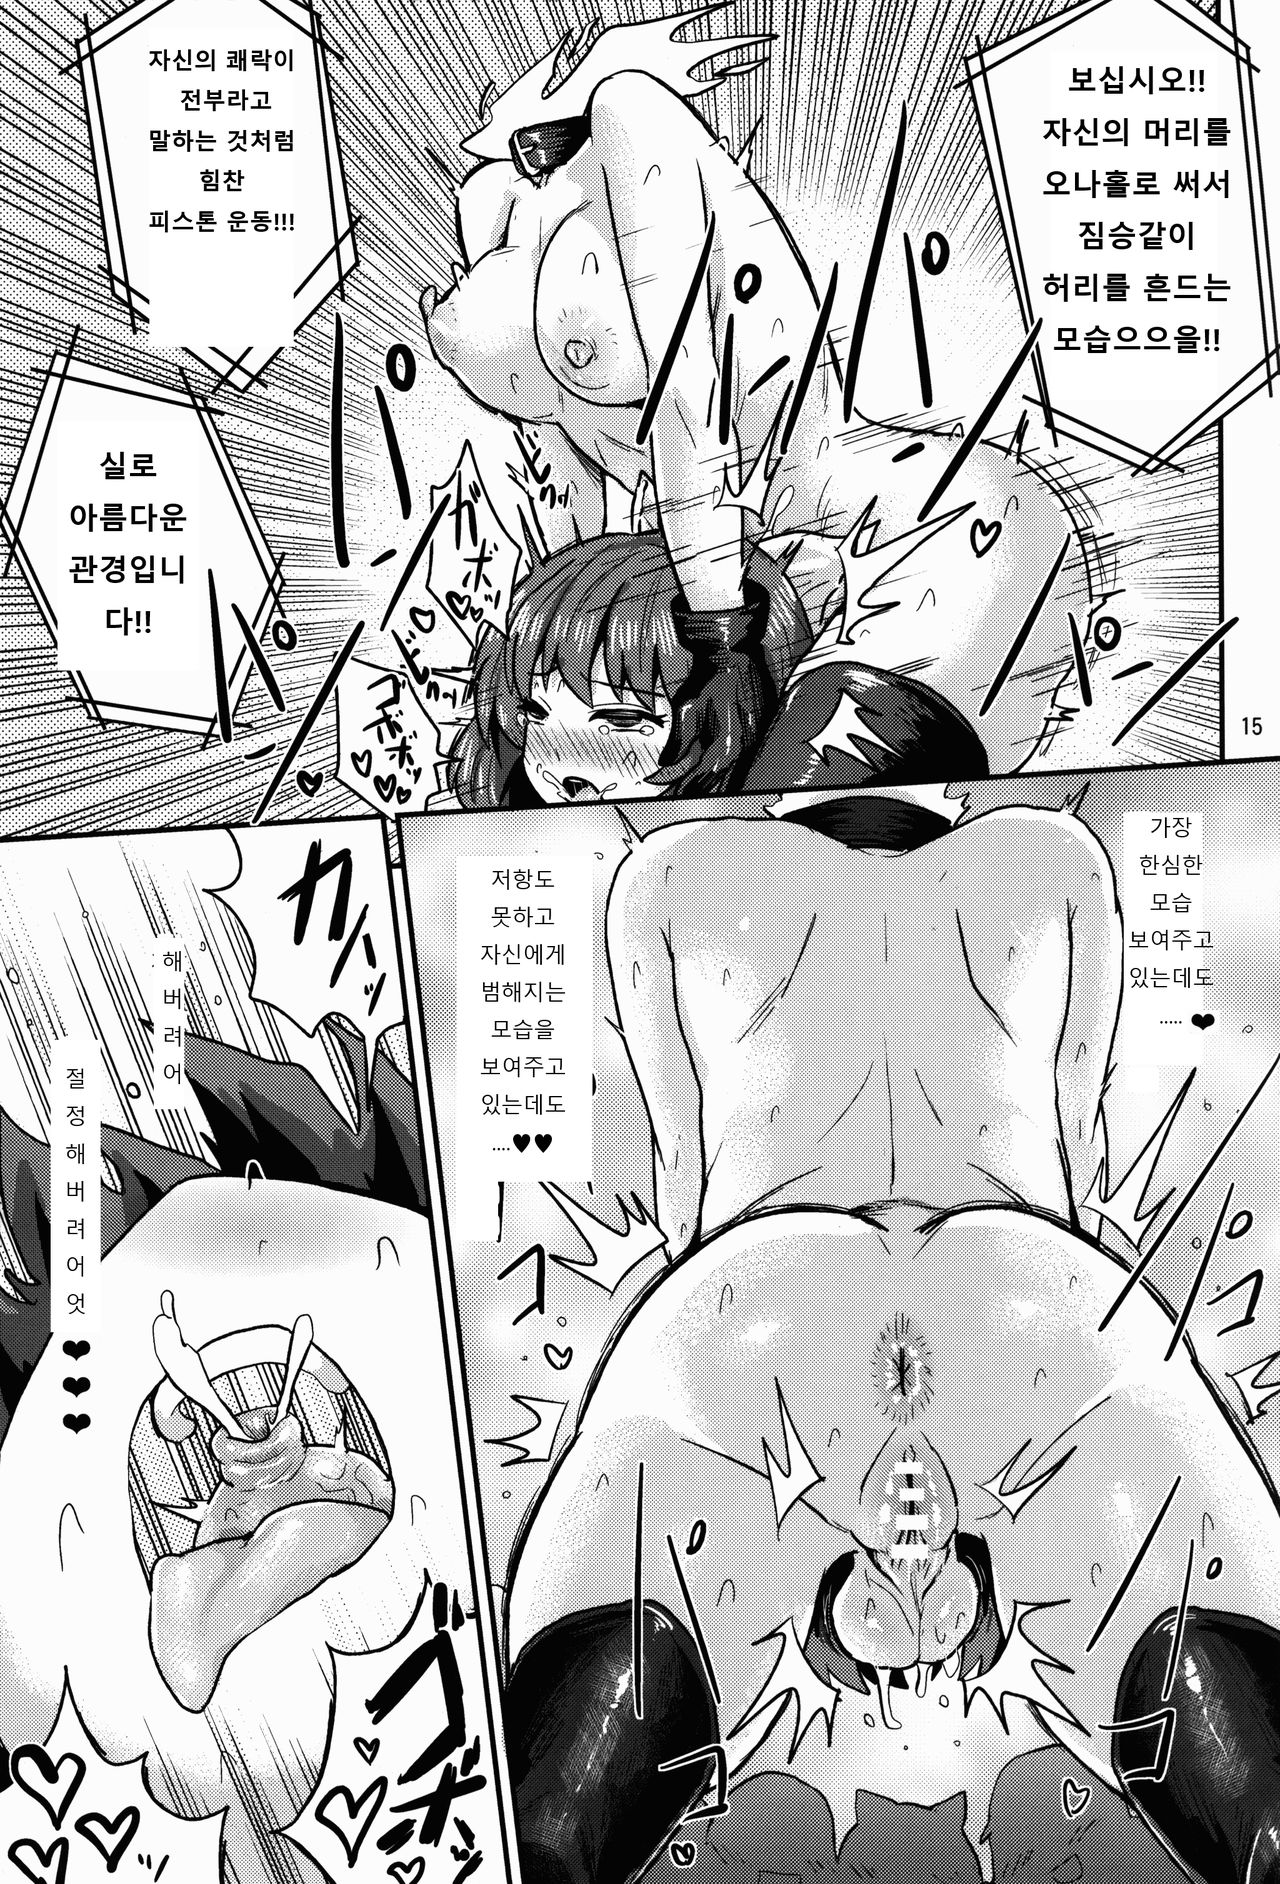 보십시오!!
자신의 머리를
오나홀로 써서
짐승같이
허리를 흔드는
모습으으을!!
자신의 쾌락이
전부라고
말하는 것처럼
힘찬
피스톤 운동!!!
실로
아름다운
관경입니
다!!
ガボッ
ゴボボッ
15
가장
한심한
모습
보여주고
있는데도
..... ❤
저항도
못하고
자신에게
범해지는
모습을
보여주고
있는데도
....♥♥
カクッ
해버려어
절정해버려어엇
❤❤❤